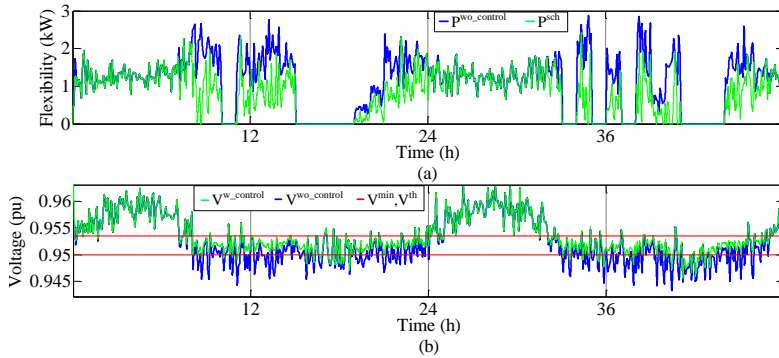 Flexibility (kW)
3
2
1
0
P^wo_control
P^sch
12
24
36
Time (h)
(a)
Voltage (pu)
0.96
0.955
0.95
0.945
V^w_control
V^wo_control
V^min,V^th
12
24
36
Time (h)
(b)